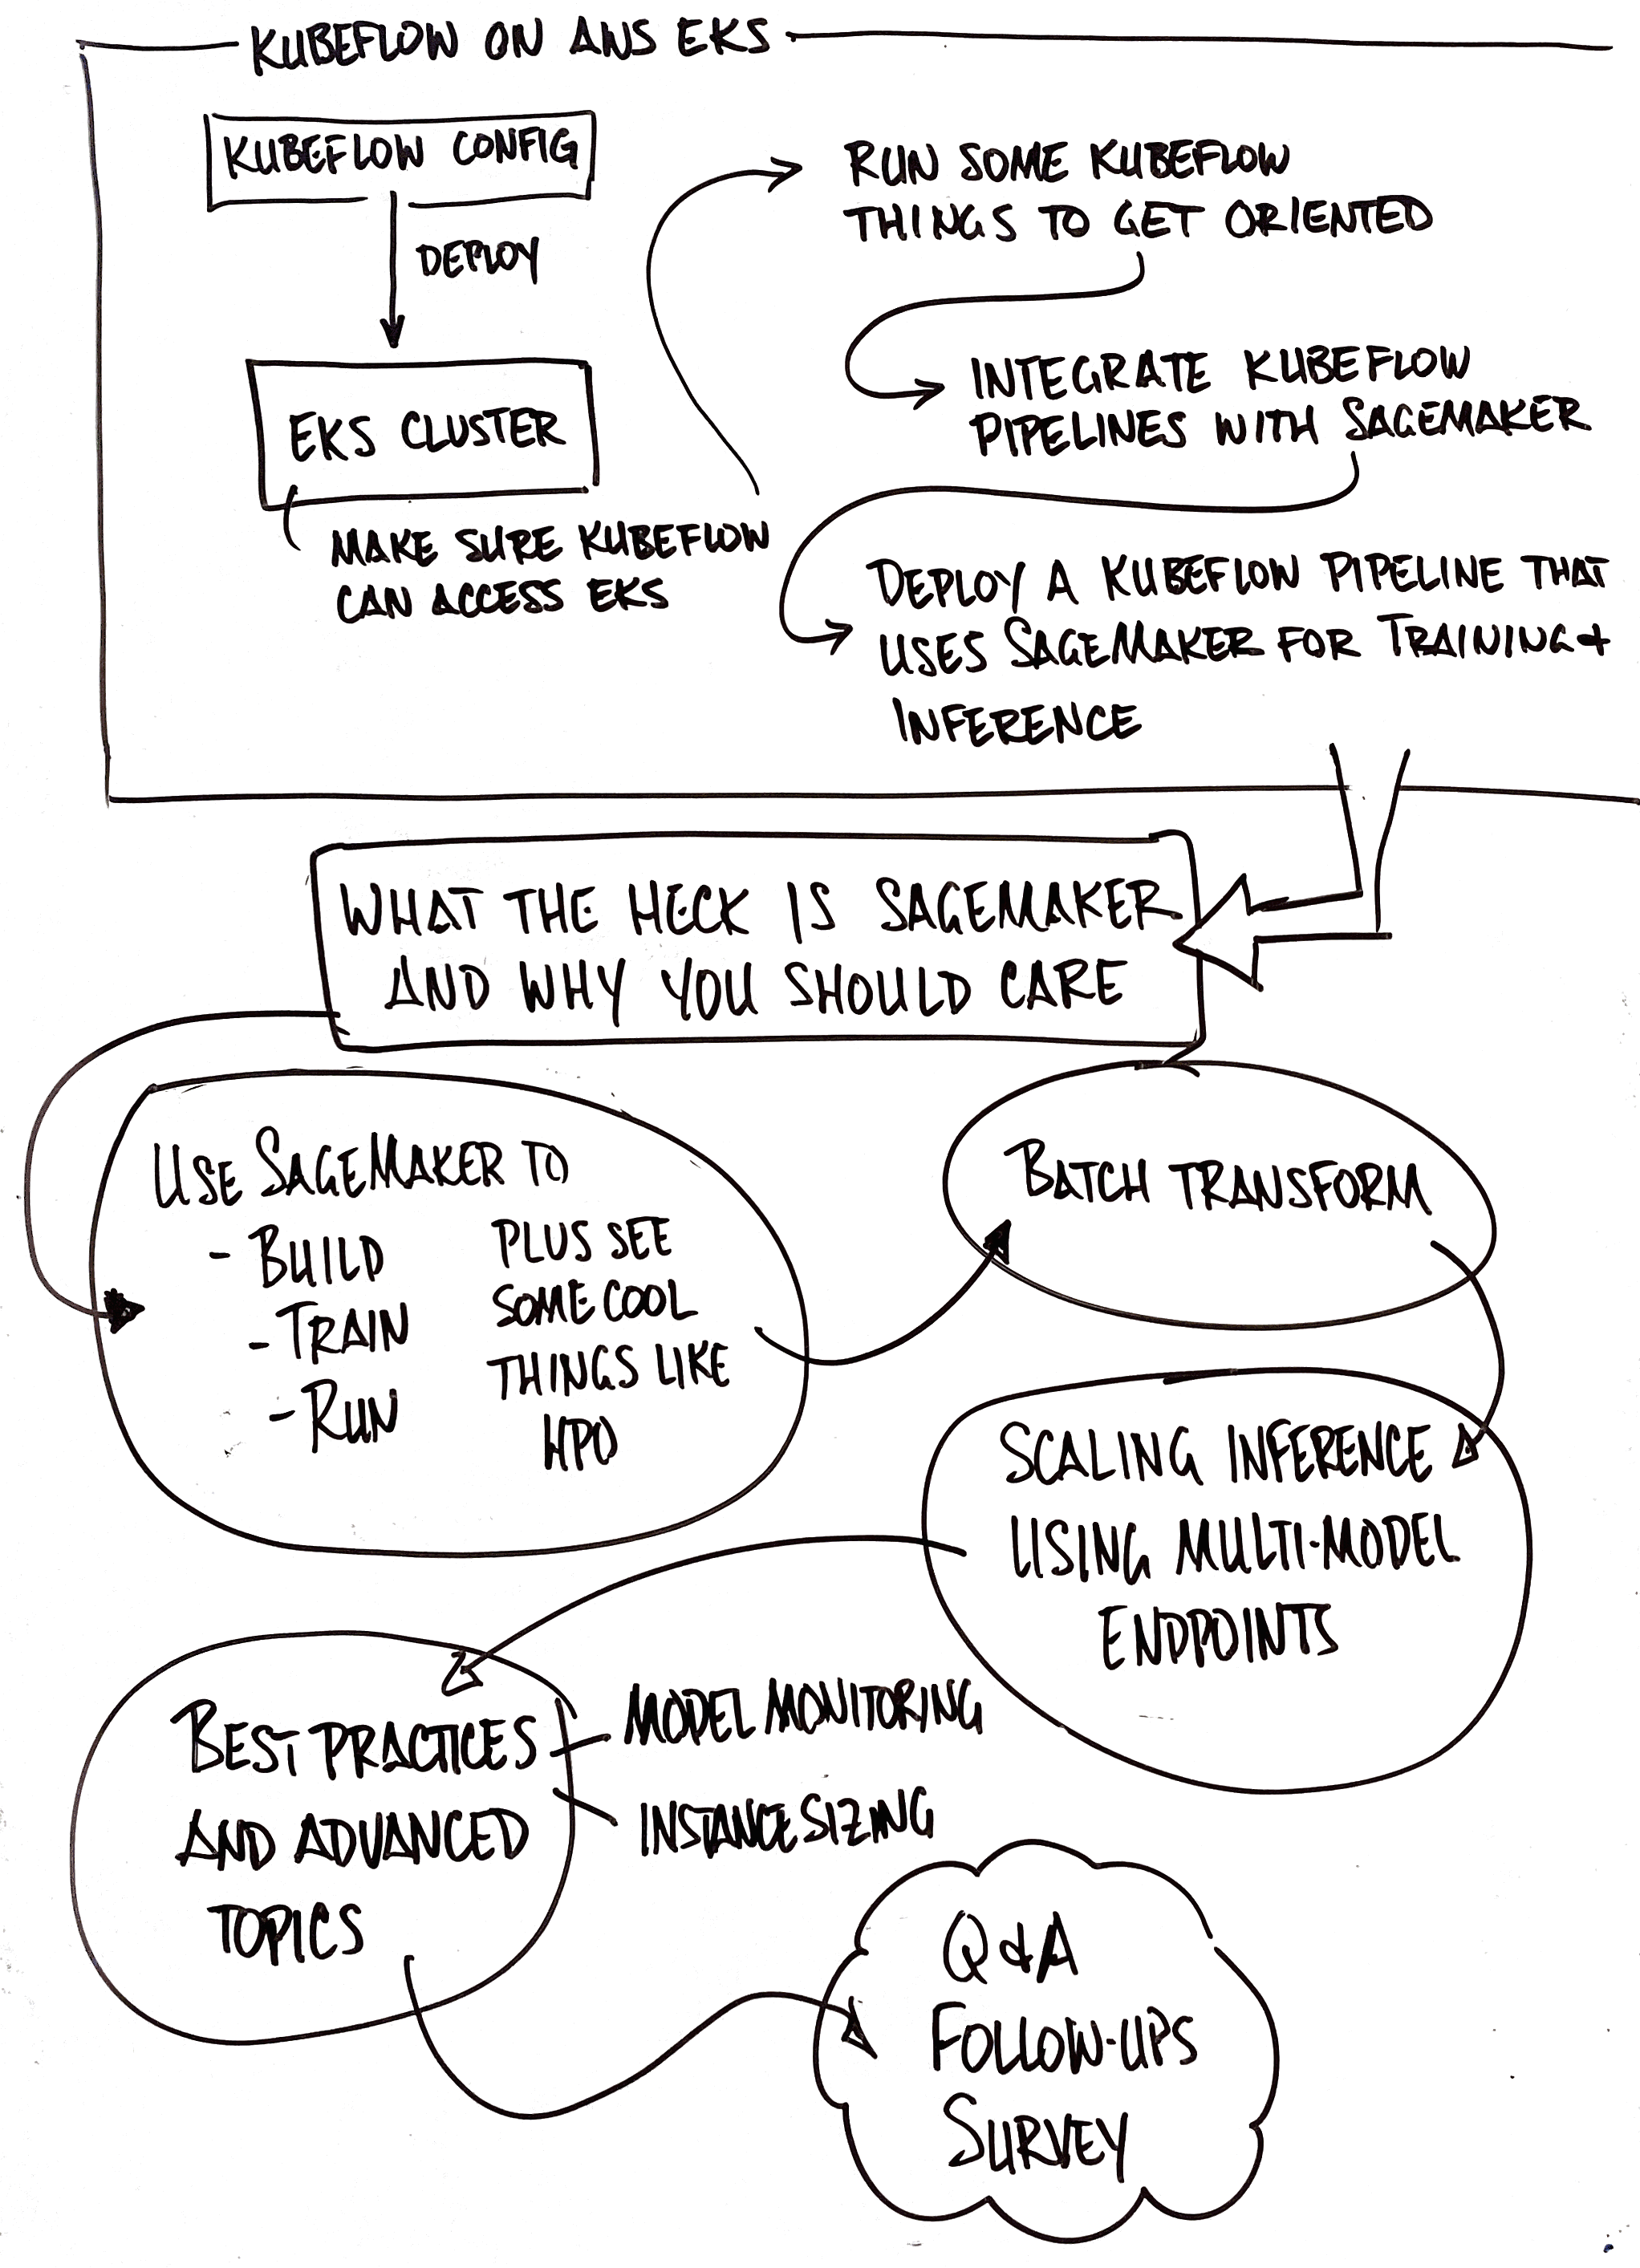 KUBEFLOW ON AWS EKS
KUBEFLOW CONFIG
DEPLOY
EKS CLUSTER
MAKE SURE KUBEFLOW
CAN ACCESS EKS
RUN SOME KUBEFLOW
THINGS TO GET ORIENTED
INTEGRATE KUBEFLOW
PIPELINES WITH SAGEMAKER
DEPLOY A KUBEFLOW PIPELINE THAT
USES SAGEMAKER FOR TRAINING +
INFERENCE
WHAT THE HECK IS SAGEMAKER
AND WHY YOU SHOULD CARE
USE SAGEMAKER TO
- BUILD
- TRAIN
- RUN
PLUS SEE
SOME COOL
THINGS LIKE
HPO
BATCH TRANSFORM
SCALING INFERENCE
USING MULTI-MODEL
ENDPOINTS
BEST PRACTICES
AND ADVANCED
TOPICS
MODEL MONITORING
INSTANCE SIZING
Q & A
FOLLOW-UPS
SURVEY